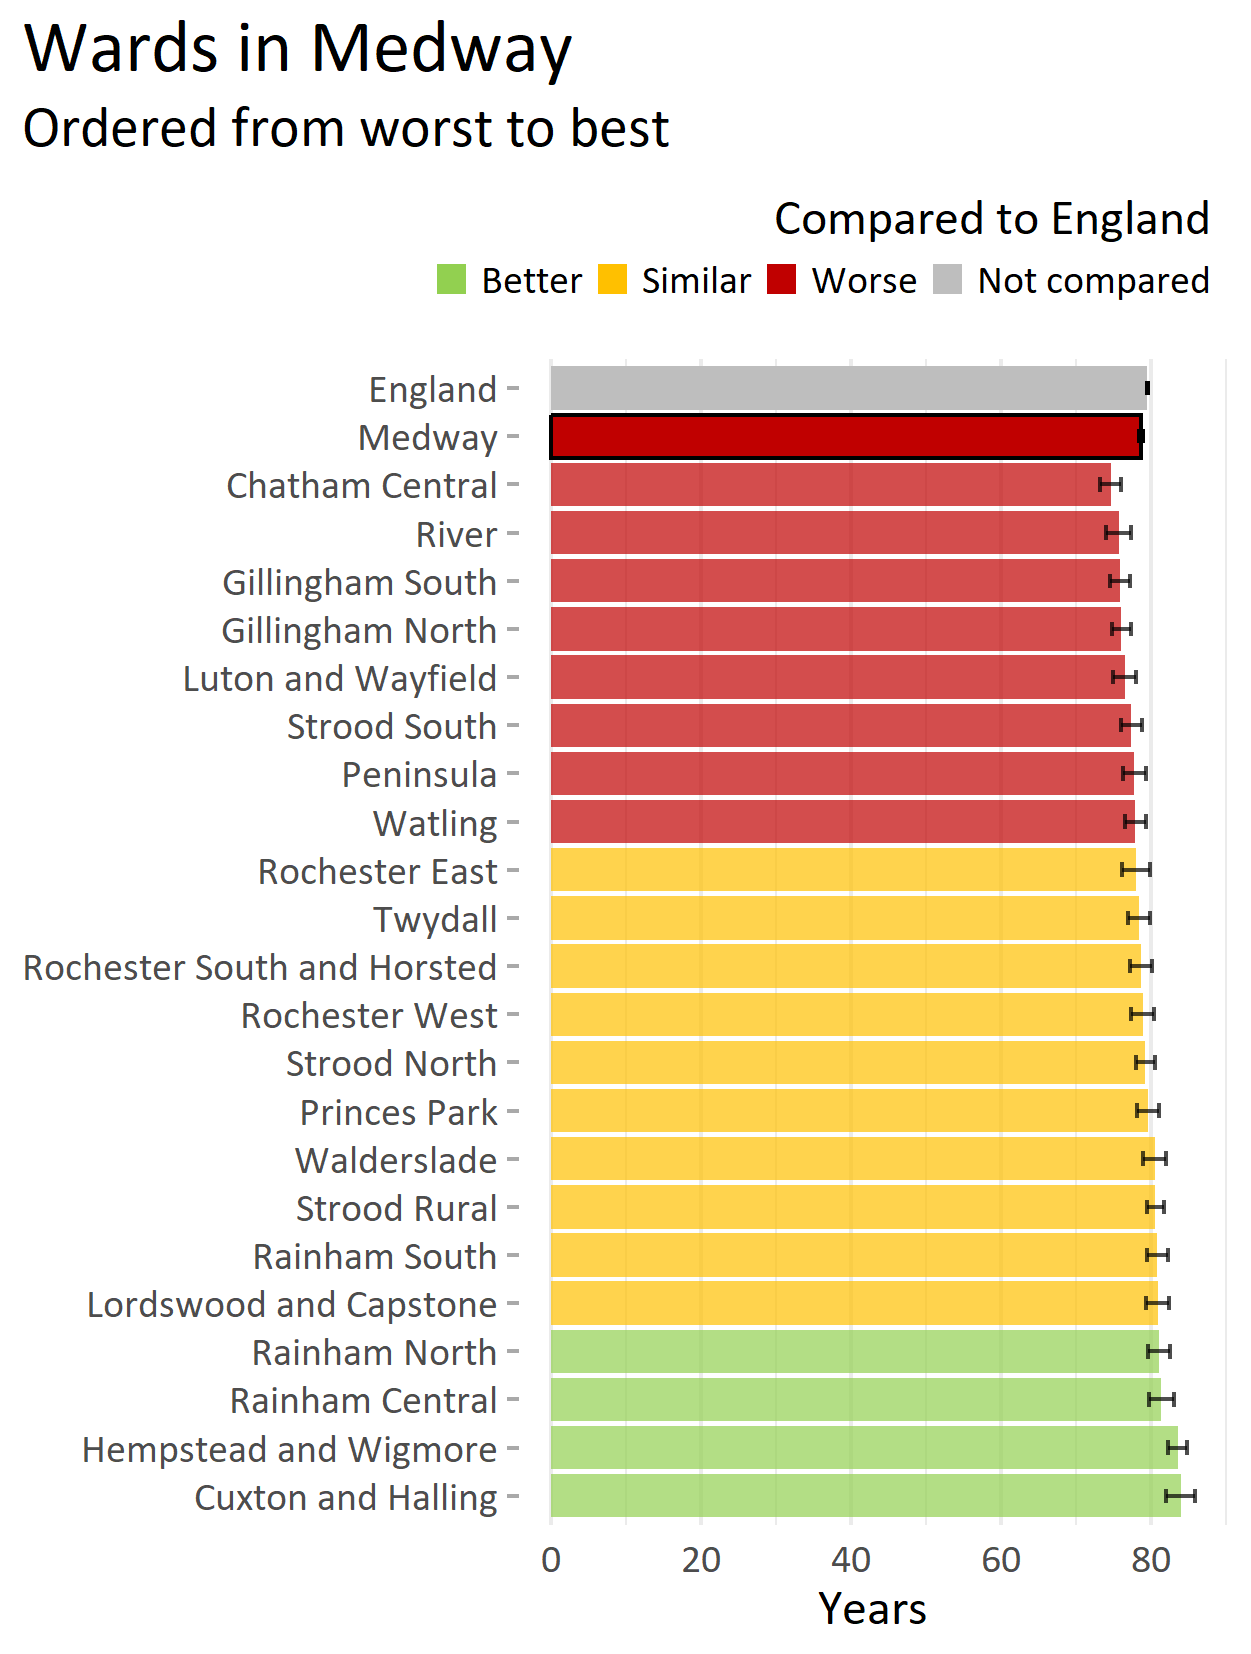 Wards in Medway
Ordered from worst to best
Compared to England
Better Similar Worse Not compared
England
Medway
Chatham Central
River
Gillingham South
Gillingham North
Luton and Wayfield
Strood South
Peninsula
Watling
Rochester East
Twydall
Rochester South and Horsted
Rochester West
Strood North
Princes Park
Walderslade
Strood Rural
Rainham South
Lordswood and Capstone
Rainham North
Rainham Central
Hempstead and Wigmore
Cuxton and Halling
0 20 40 60 80
Years